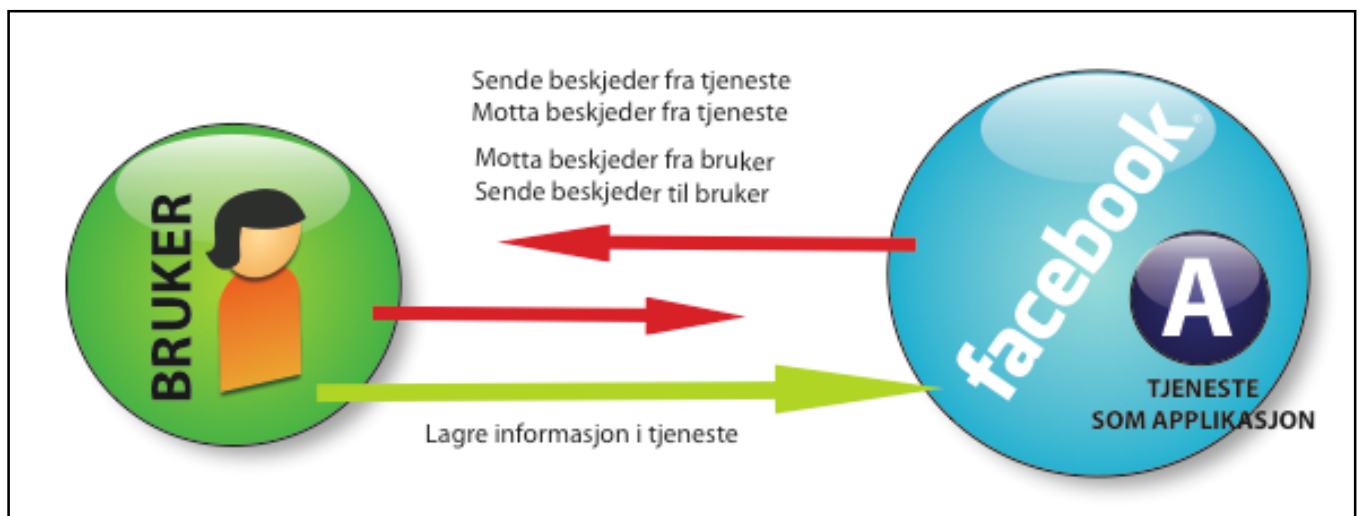 Sende beskjeder fra tjeneste
Motta beskjeder fra tjeneste
Motta beskjeder fra bruker
Sende beskjeder til bruker
BRUKER
facebook®
A
TJENESTE
SOM APPLIKASJON
Lagre informasjon i tjeneste